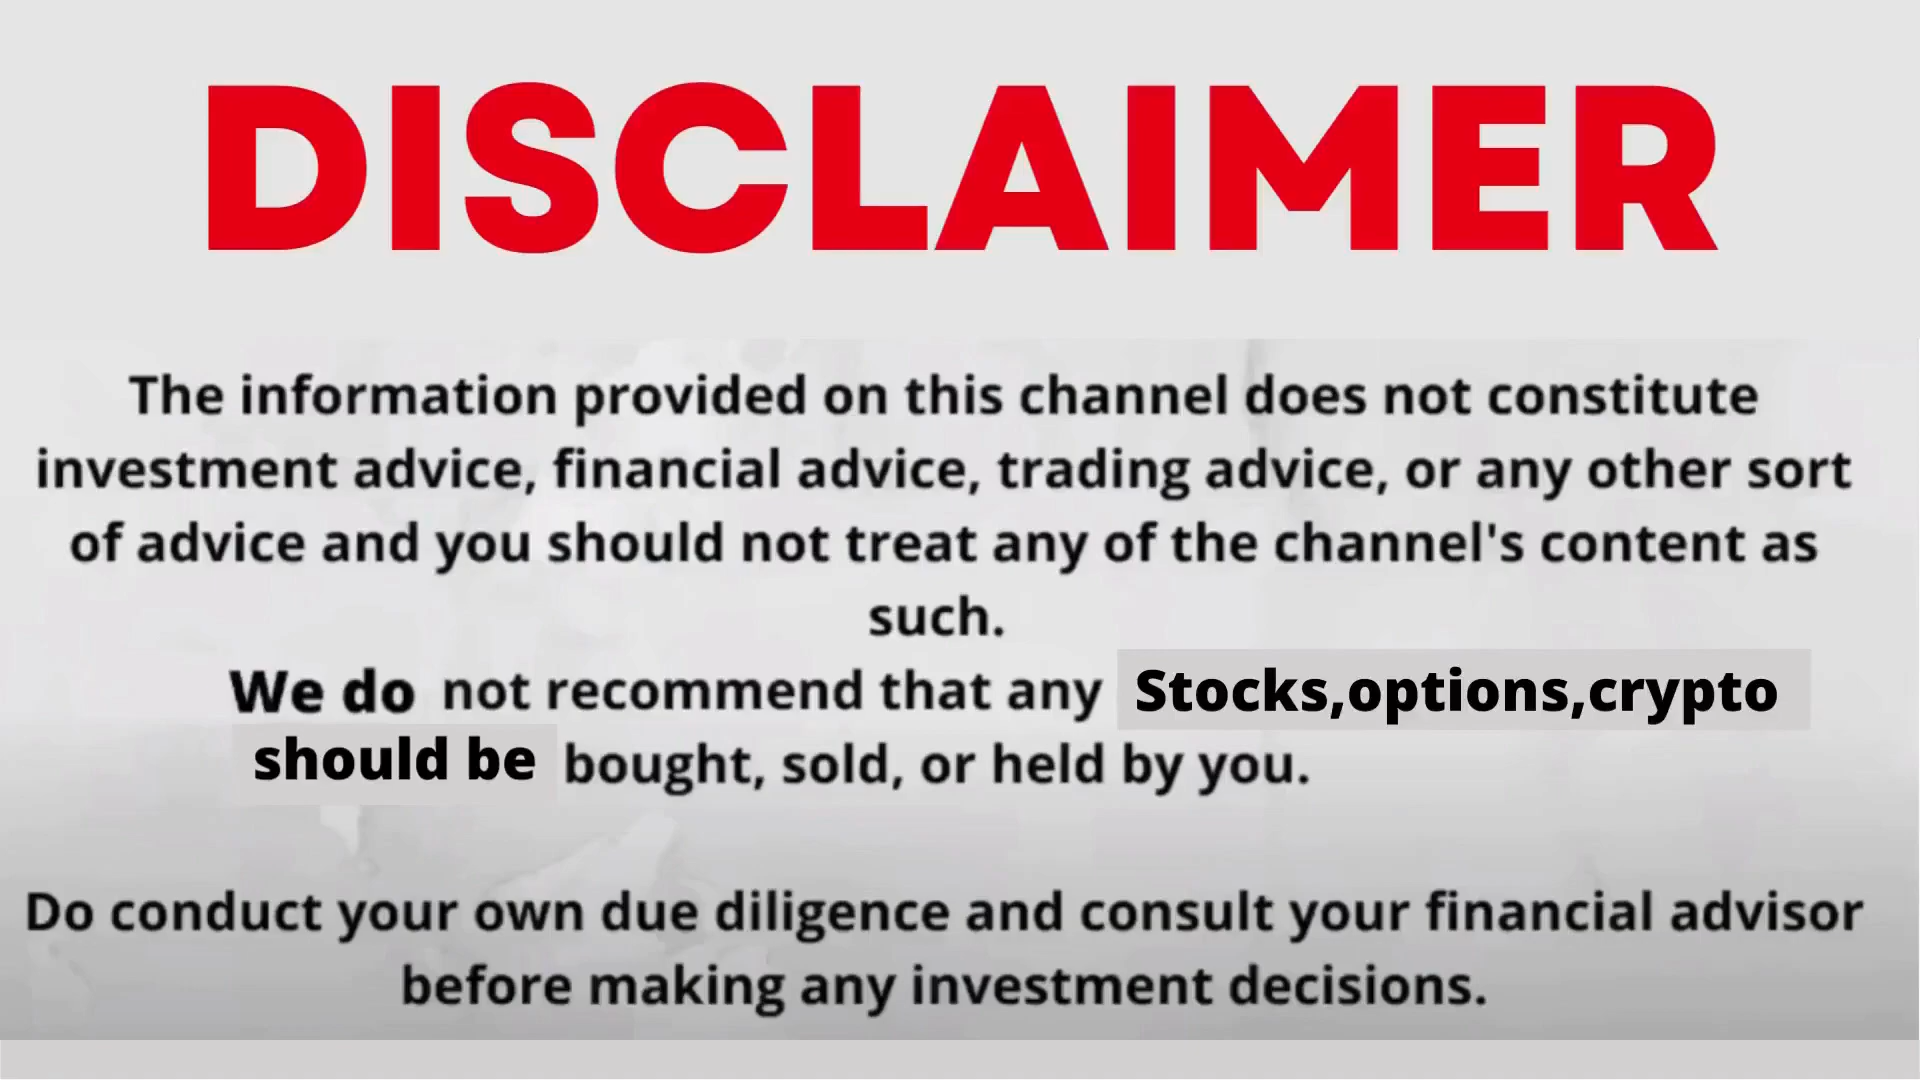 DISCLAIMER
The information provided on this channel does not constitute
investment advice, financial advice, trading advice, or any other sort
of advice and you should not treat any of the channel's content as
such.
We do not recommend that any Stocks,options,crypto
should be bought, sold, or held by you.
Do conduct your own due diligence and consult your financial advisor
before making any investment decisions.